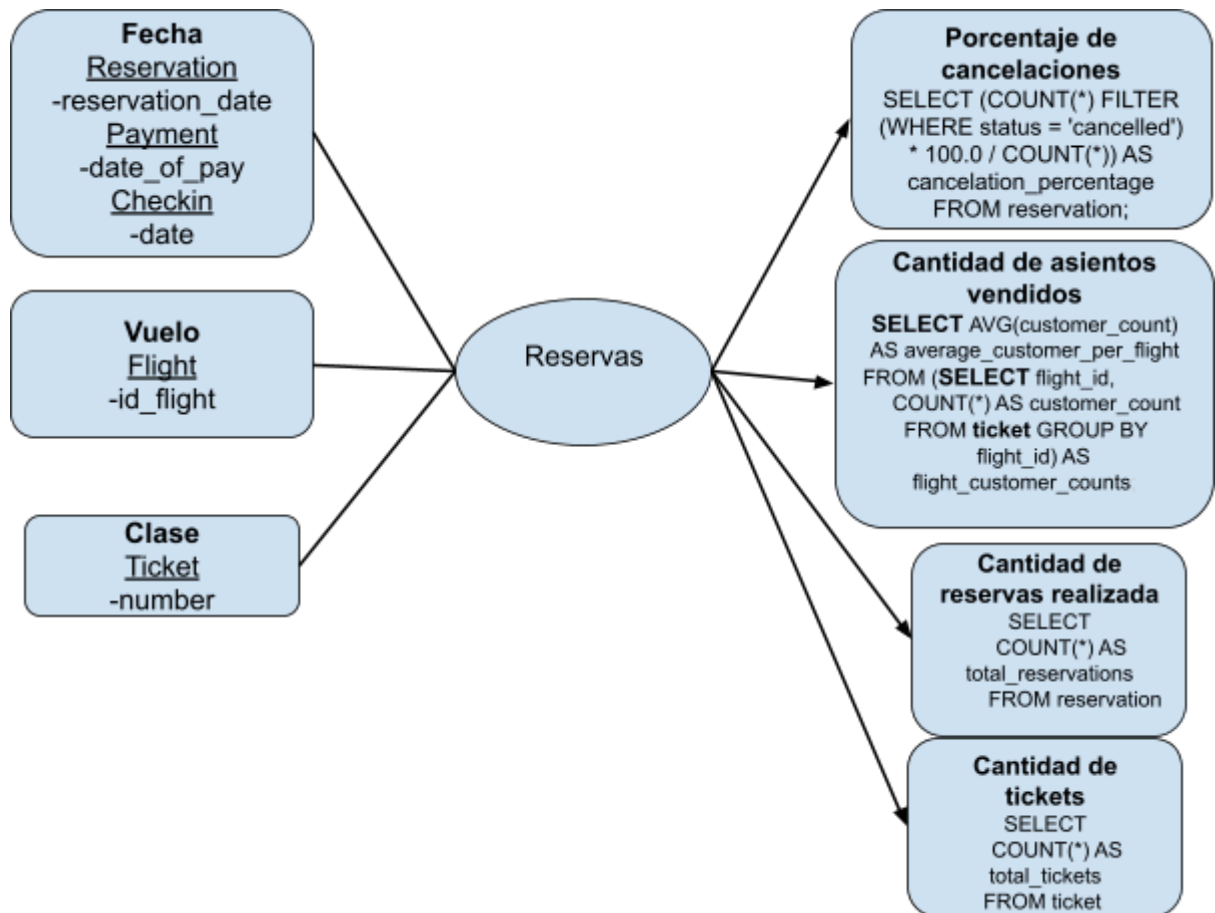 Fecha
Reservation
-reservation_date
Payment
-date_of_pay
Checkin
-date
Vuelo
Flight
-id_flight
Clase
Ticket
-number
Reservas
Porcentaje de
cancelaciones
SELECT (COUNT(*) FILTER
(WHERE status = 'cancelled')
* 100.0 / COUNT(*)) AS
cancelation_percentage
FROM reservation;
Cantidad de asientos
vendidos
SELECT AVG(customer_count)
AS average_customer_per_flight
FROM (SELECT flight_id,
COUNT(*) AS customer_count
FROM ticket GROUP BY
flight_id) AS
flight_customer_counts
Cantidad de
reservas realizada
SELECT
COUNT(*) AS
total_reservations
FROM reservation
Cantidad de
tickets
SELECT
COUNT(*) AS
total_tickets
FROM ticket